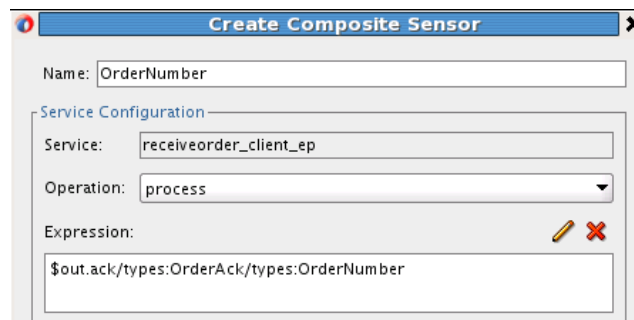 Create Composite Sensor
Name: OrderNumber
Service Configuration
Service: receiveorder_client_ep
Operation: process
Expression:
$out.ack/types:OrderAck/types:OrderNumber